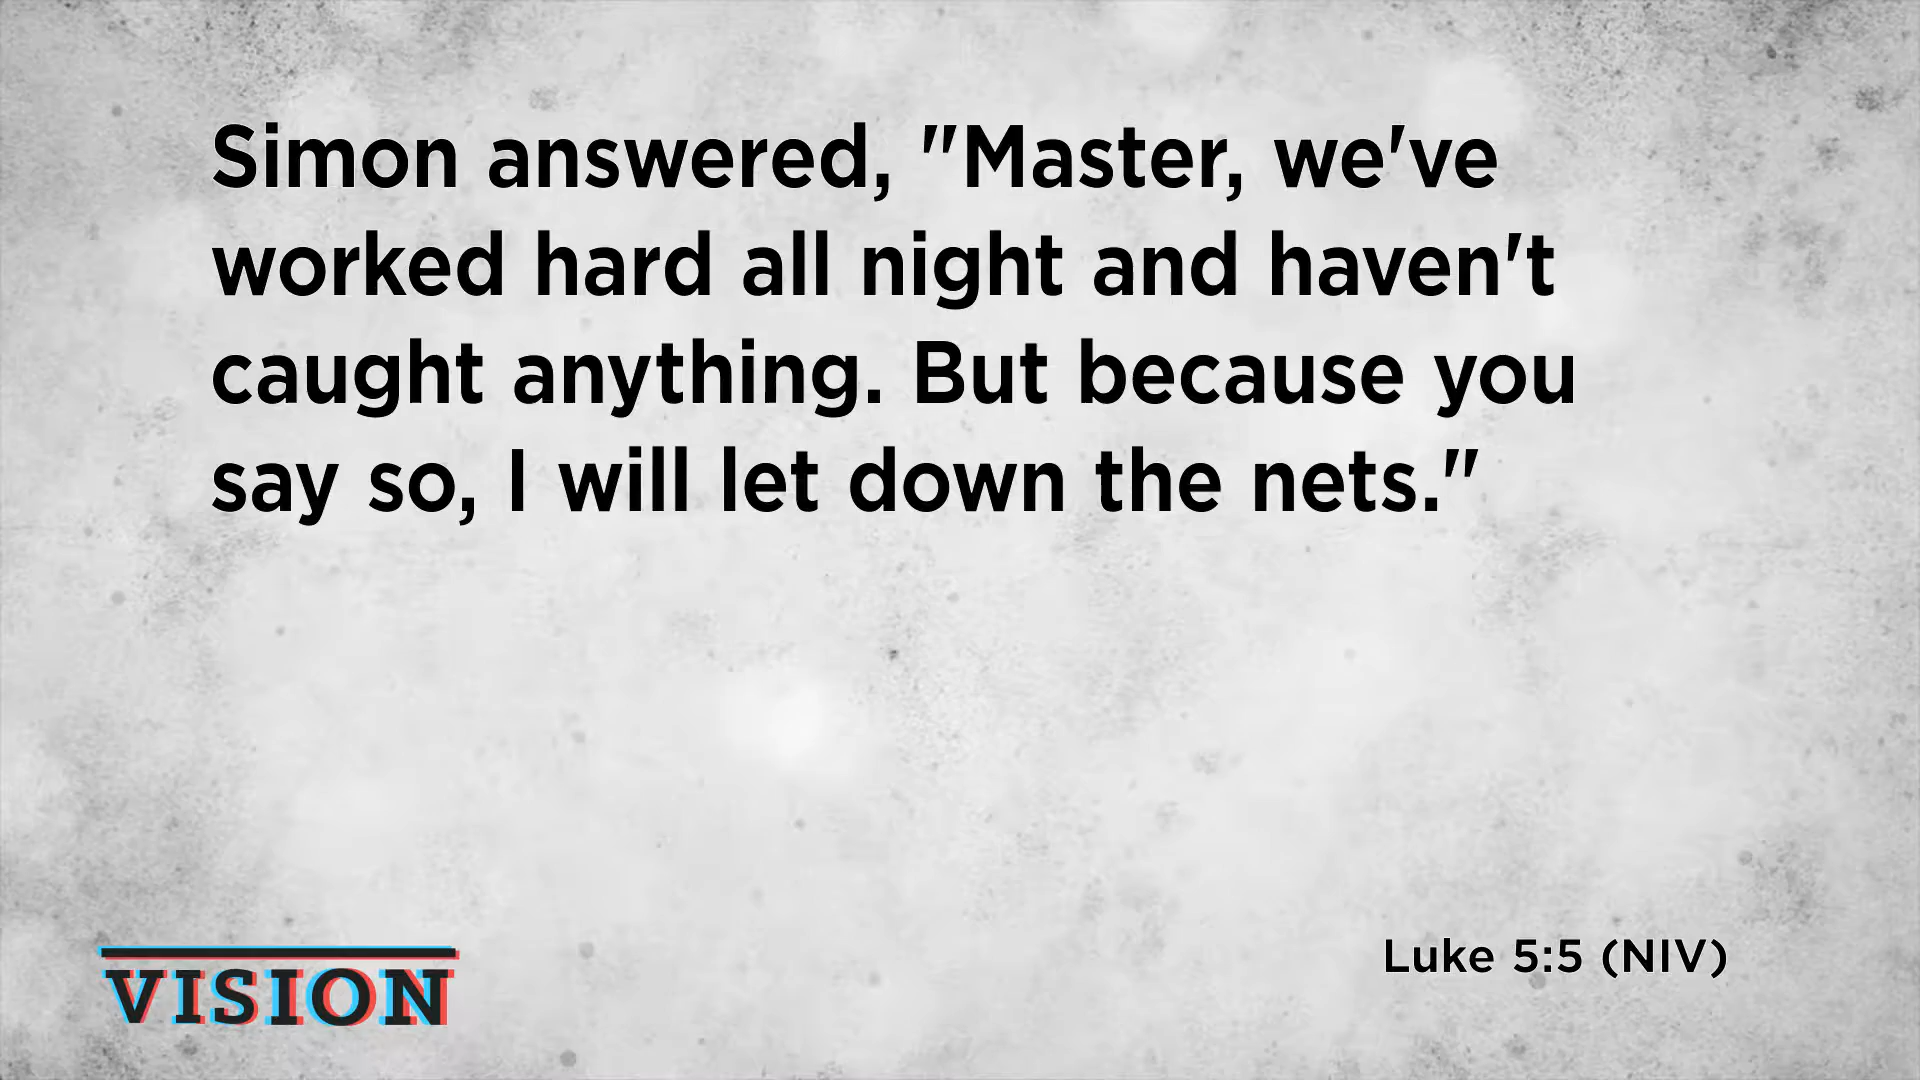 Simon answered, "Master, we've
worked hard all night and haven't
caught anything. But because you
say so, I will let down the nets."
Luke 5:5 (NIV)
VISION